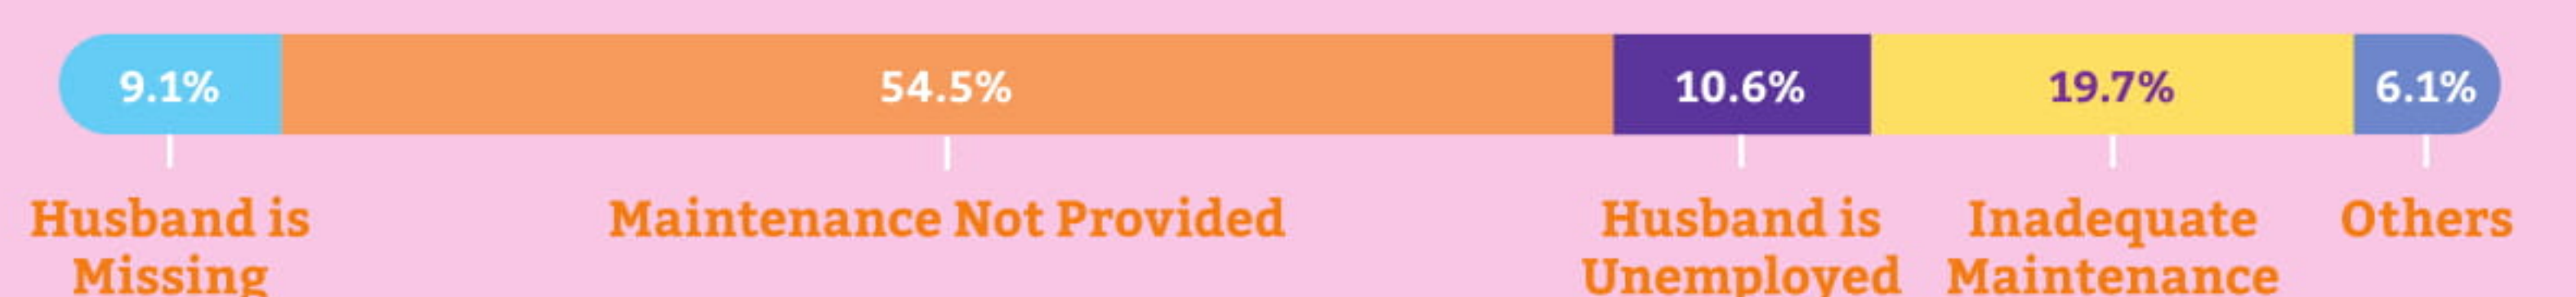 9.1% 54.5% 10.6% 19.7% 6.1%
Husband is Maintenance Not Provided Husband is Inadequate Others
Missing Unemployed Maintenance